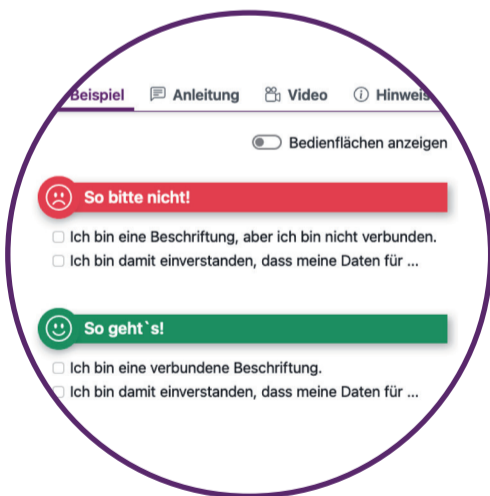 Beispiel Anleitung Video Hinweis
Bedienflächen anzeigen
So bitte nicht!
Ich bin eine Beschriftung, aber ich bin nicht verbunden.
Ich bin damit einverstanden, dass meine Daten für ...
So geht`s!
Ich bin eine verbundene Beschriftung.
Ich bin damit einverstanden, dass meine Daten für ...